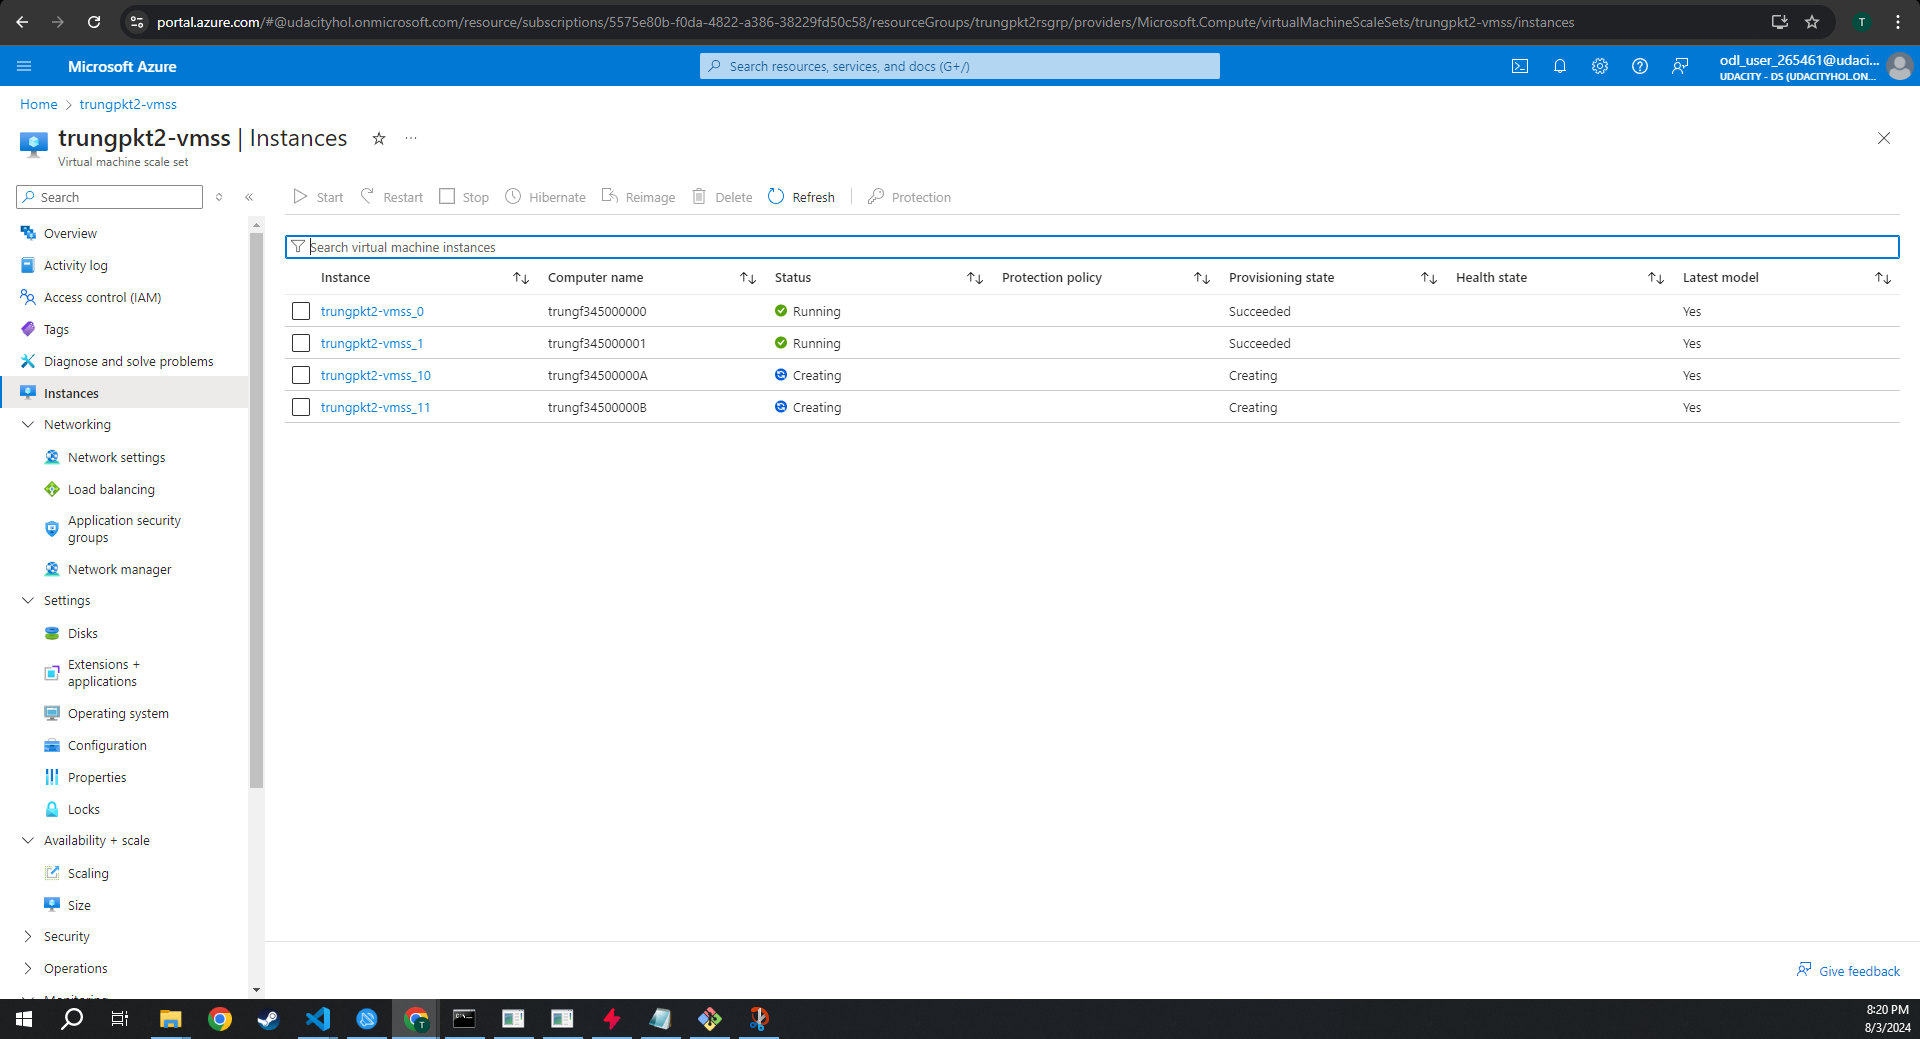 portal.azure.com/#@udacityhol.onmicrosoft.com/resource/subscriptions/5575e80b-f0da-4822-a386-38229fd50c58/resourceGroups/trungpkt2rsgrp/providers/Microsoft.Compute/virtualMachineScaleSets/trungpkt2-vmss/instances
T
Microsoft Azure
Search resources, services, and docs (G+/)
odl_user_265461@udaci...
UDACITY - DS (UDACITYHOL.ON...
Home > trungpkt2-vmss
trungpkt2-vmss | Instances
Virtual machine scale set
Search
Start Restart Stop Hibernate Reimage Delete Refresh Protection
Overview
Activity log
Access control (IAM)
Tags
Diagnose and solve problems
Instances
Networking
Network settings
Load balancing
Application security
groups
Network manager
Settings
Disks
Extensions +
applications
Operating system
Configuration
Properties
Locks
Availability + scale
Scaling
Size
Security
Operations
Monitoring
Search virtual machine instances
Instance Computer name Status Protection policy Provisioning state Health state Latest model
trungpkt2-vmss_0 trungf345000000 Running Succeeded Yes
trungpkt2-vmss_1 trungf345000001 Running Succeeded Yes
trungpkt2-vmss_10 trungf34500000A Creating Creating Yes
trungpkt2-vmss_11 trungf34500000B Creating Creating Yes
Give feedback
T
8:20 PM
8/3/2024